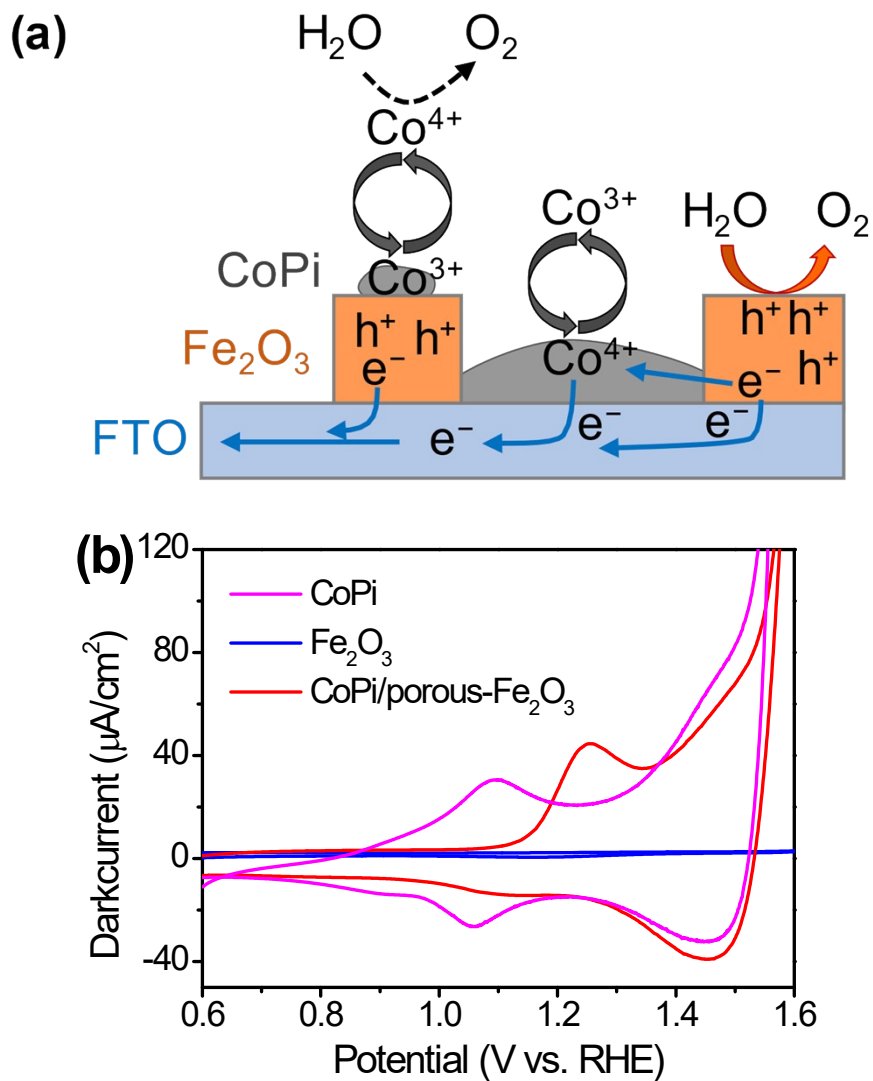 (a)
H₂O O₂
Co⁴⁺
Co³⁺ H₂O O₂
CoPi Co³⁺
h⁺ h⁺ h⁺ h⁺
Fe₂O₃ e⁻ Co⁴⁺ e⁻ h⁺
FTO e⁻ e⁻ e⁻
(b)
120
CoPi
Fe₂O₃
CoPi/porous-Fe₂O₃
80
40
0
-40
Darkcurrent (μA/cm²)
0.6 0.8 1.0 1.2 1.4 1.6
Potential (V vs. RHE)